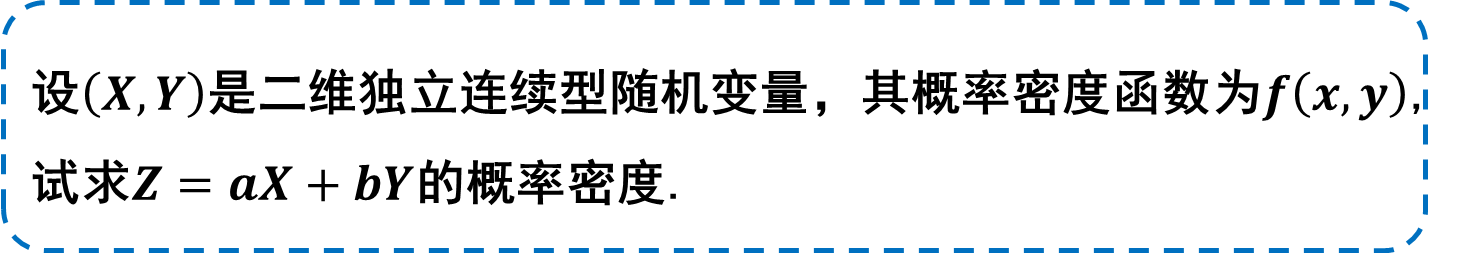 设(X,Y)是二维独立连续型随机变量，其概率密度函数为f(x,y),
试求Z = aX + bY的概率密度.